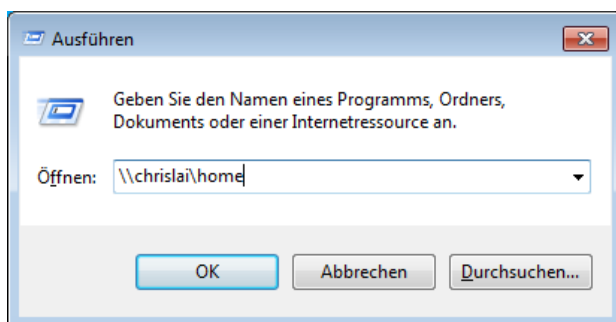 Ausführen
Geben Sie den Namen eines Programms, Ordners,
Dokuments oder einer Internetressource an.
Öffnen: \\chrislai\home
OK Abbrechen Durchsuchen...